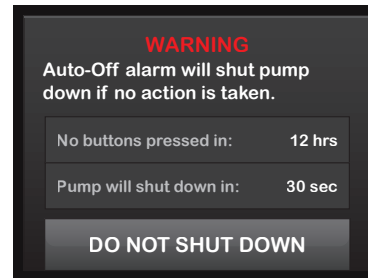 WARNING
Auto-Off alarm will shut pump
down if no action is taken.
No buttons pressed in: 12 hrs
Pump will shut down in: 30 sec
DO NOT SHUT DOWN